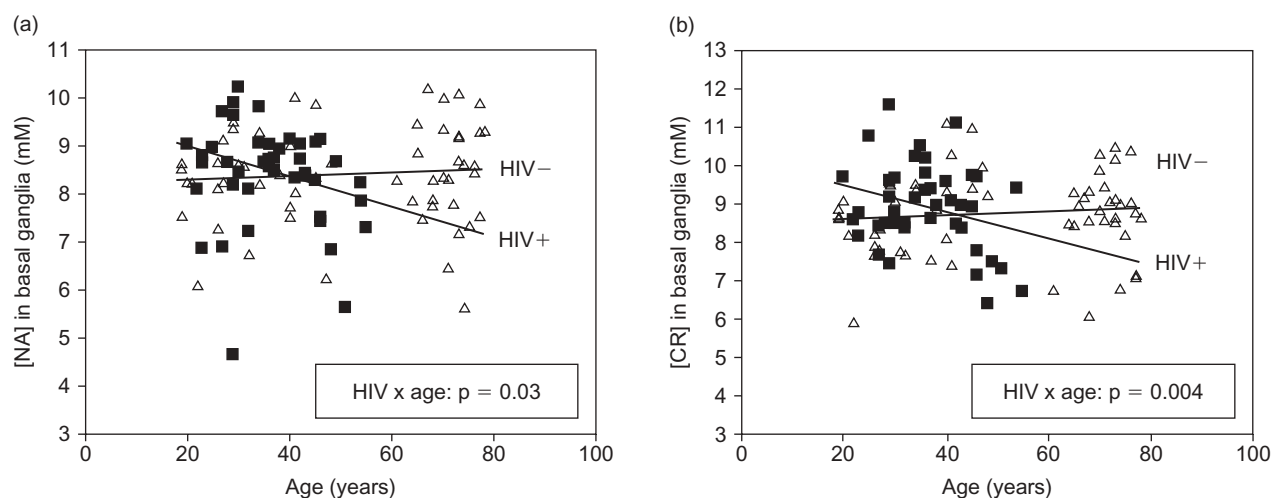 (a)
11
10
9
8
7
6
5
4
3
0
20
40
60
80
100
[NA] in basal ganglia (mM)
Age (years)
HIV−
HIV+
HIV x age: p = 0.03
(b)
13
12
11
10
9
8
7
6
5
4
3
0
20
40
60
80
100
[CR] in basal ganglia (mM)
Age (years)
HIV−
HIV+
HIV x age: p = 0.004